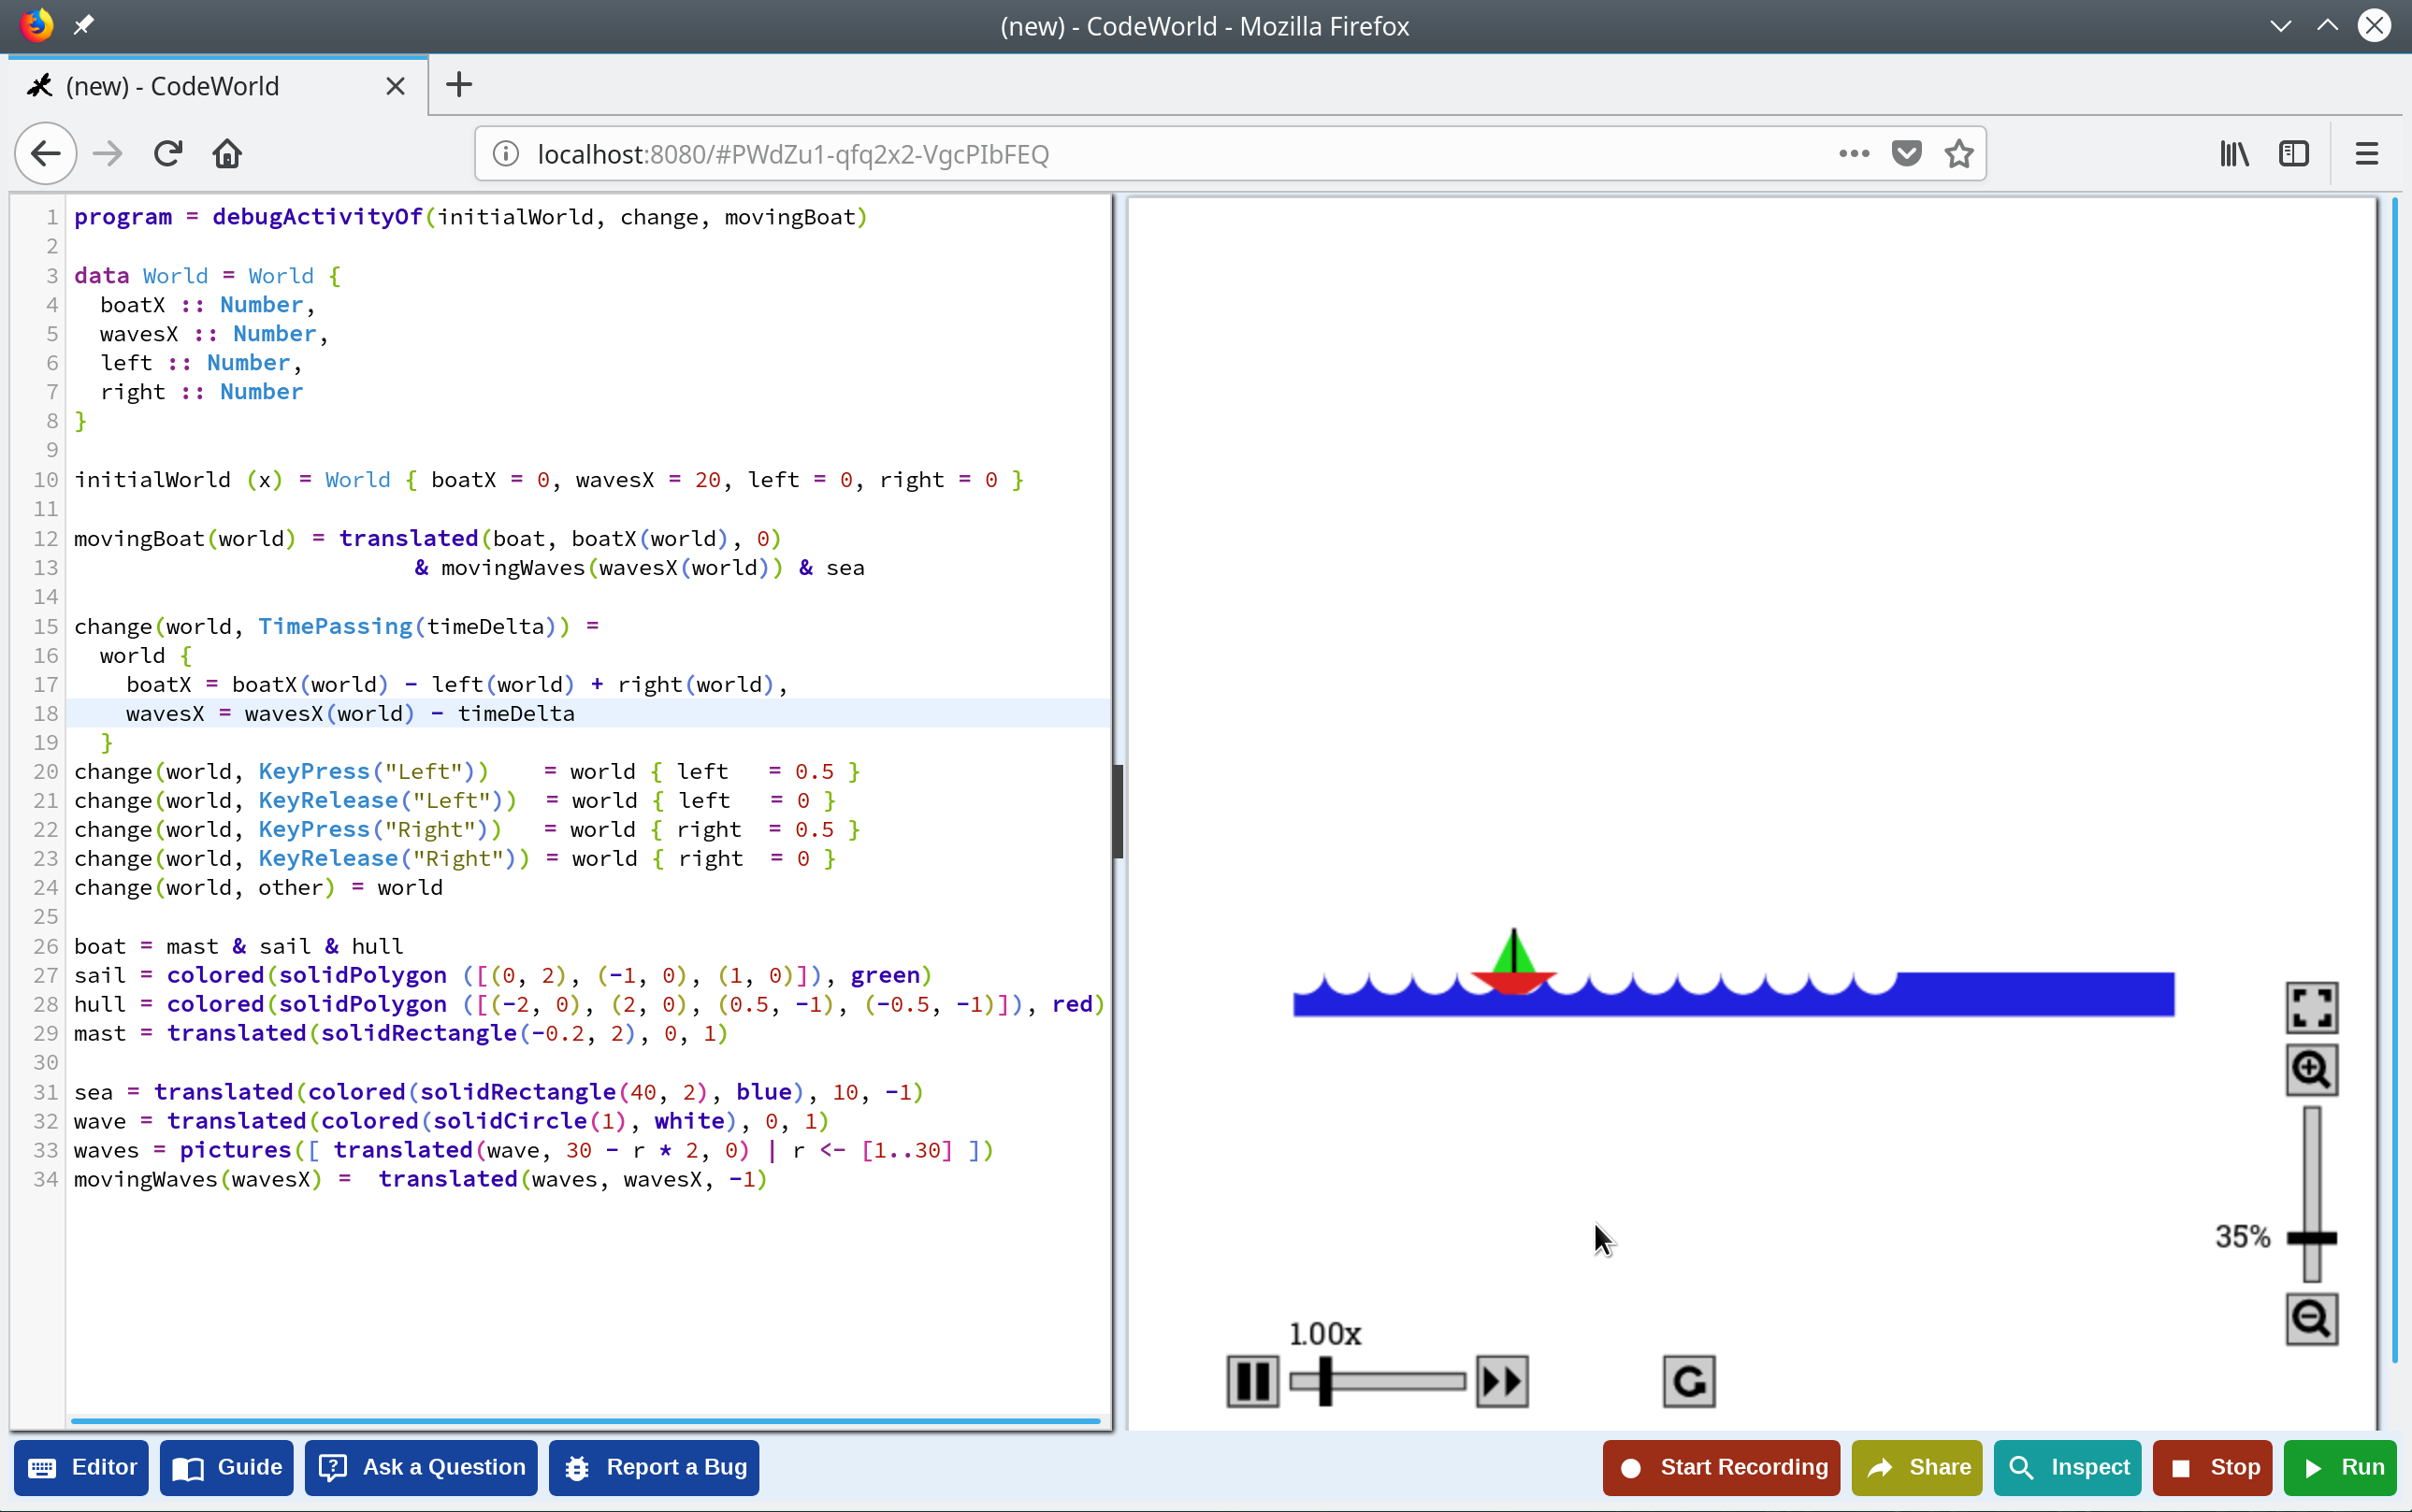 (new) - CodeWorld - Mozilla Firefox
(new) - CodeWorld
localhost:8080/#PWdZu1-qfq2x2-VgcPIbFEQ
1 program = debugActivityOf(initialWorld, change, movingBoat)
2
3 data World = World {
4   boatX :: Number,
5   wavesX :: Number,
6   left :: Number,
7   right :: Number
8 }
9
10 initialWorld (x) = World { boatX = 0, wavesX = 20, left = 0, right = 0 }
11
12 movingBoat(world) = translated(boat, boatX(world), 0)
13                           & movingWaves(wavesX(world)) & sea
14
15 change(world, TimePassing(timeDelta)) =
16   world {
17     boatX = boatX(world) - left(world) + right(world),
18     wavesX = wavesX(world) - timeDelta
19   }
20 change(world, KeyPress("Left"))    = world { left   = 0.5 }
21 change(world, KeyRelease("Left"))  = world { left   = 0 }
22 change(world, KeyPress("Right"))   = world { right  = 0.5 }
23 change(world, KeyRelease("Right")) = world { right  = 0 }
24 change(world, other) = world
25
26 boat = mast & sail & hull
27 sail = colored(solidPolygon ([(0, 2), (-1, 0), (1, 0)]), green)
28 hull = colored(solidPolygon ([(-2, 0), (2, 0), (0.5, -1), (-0.5, -1)]), red)
29 mast = translated(solidRectangle(-0.2, 2), 0, 1)
30
31 sea = translated(colored(solidRectangle(40, 2), blue), 10, -1)
32 wave = translated(colored(solidCircle(1), white), 0, 1)
33 waves = pictures([ translated(wave, 30 - r * 2, 0) | r <- [1..30] ])
34 movingWaves(wavesX) =  translated(waves, wavesX, -1)
35%
1.00x
Editor
Guide
Ask a Question
Report a Bug
Start Recording
Share
Inspect
Stop
Run